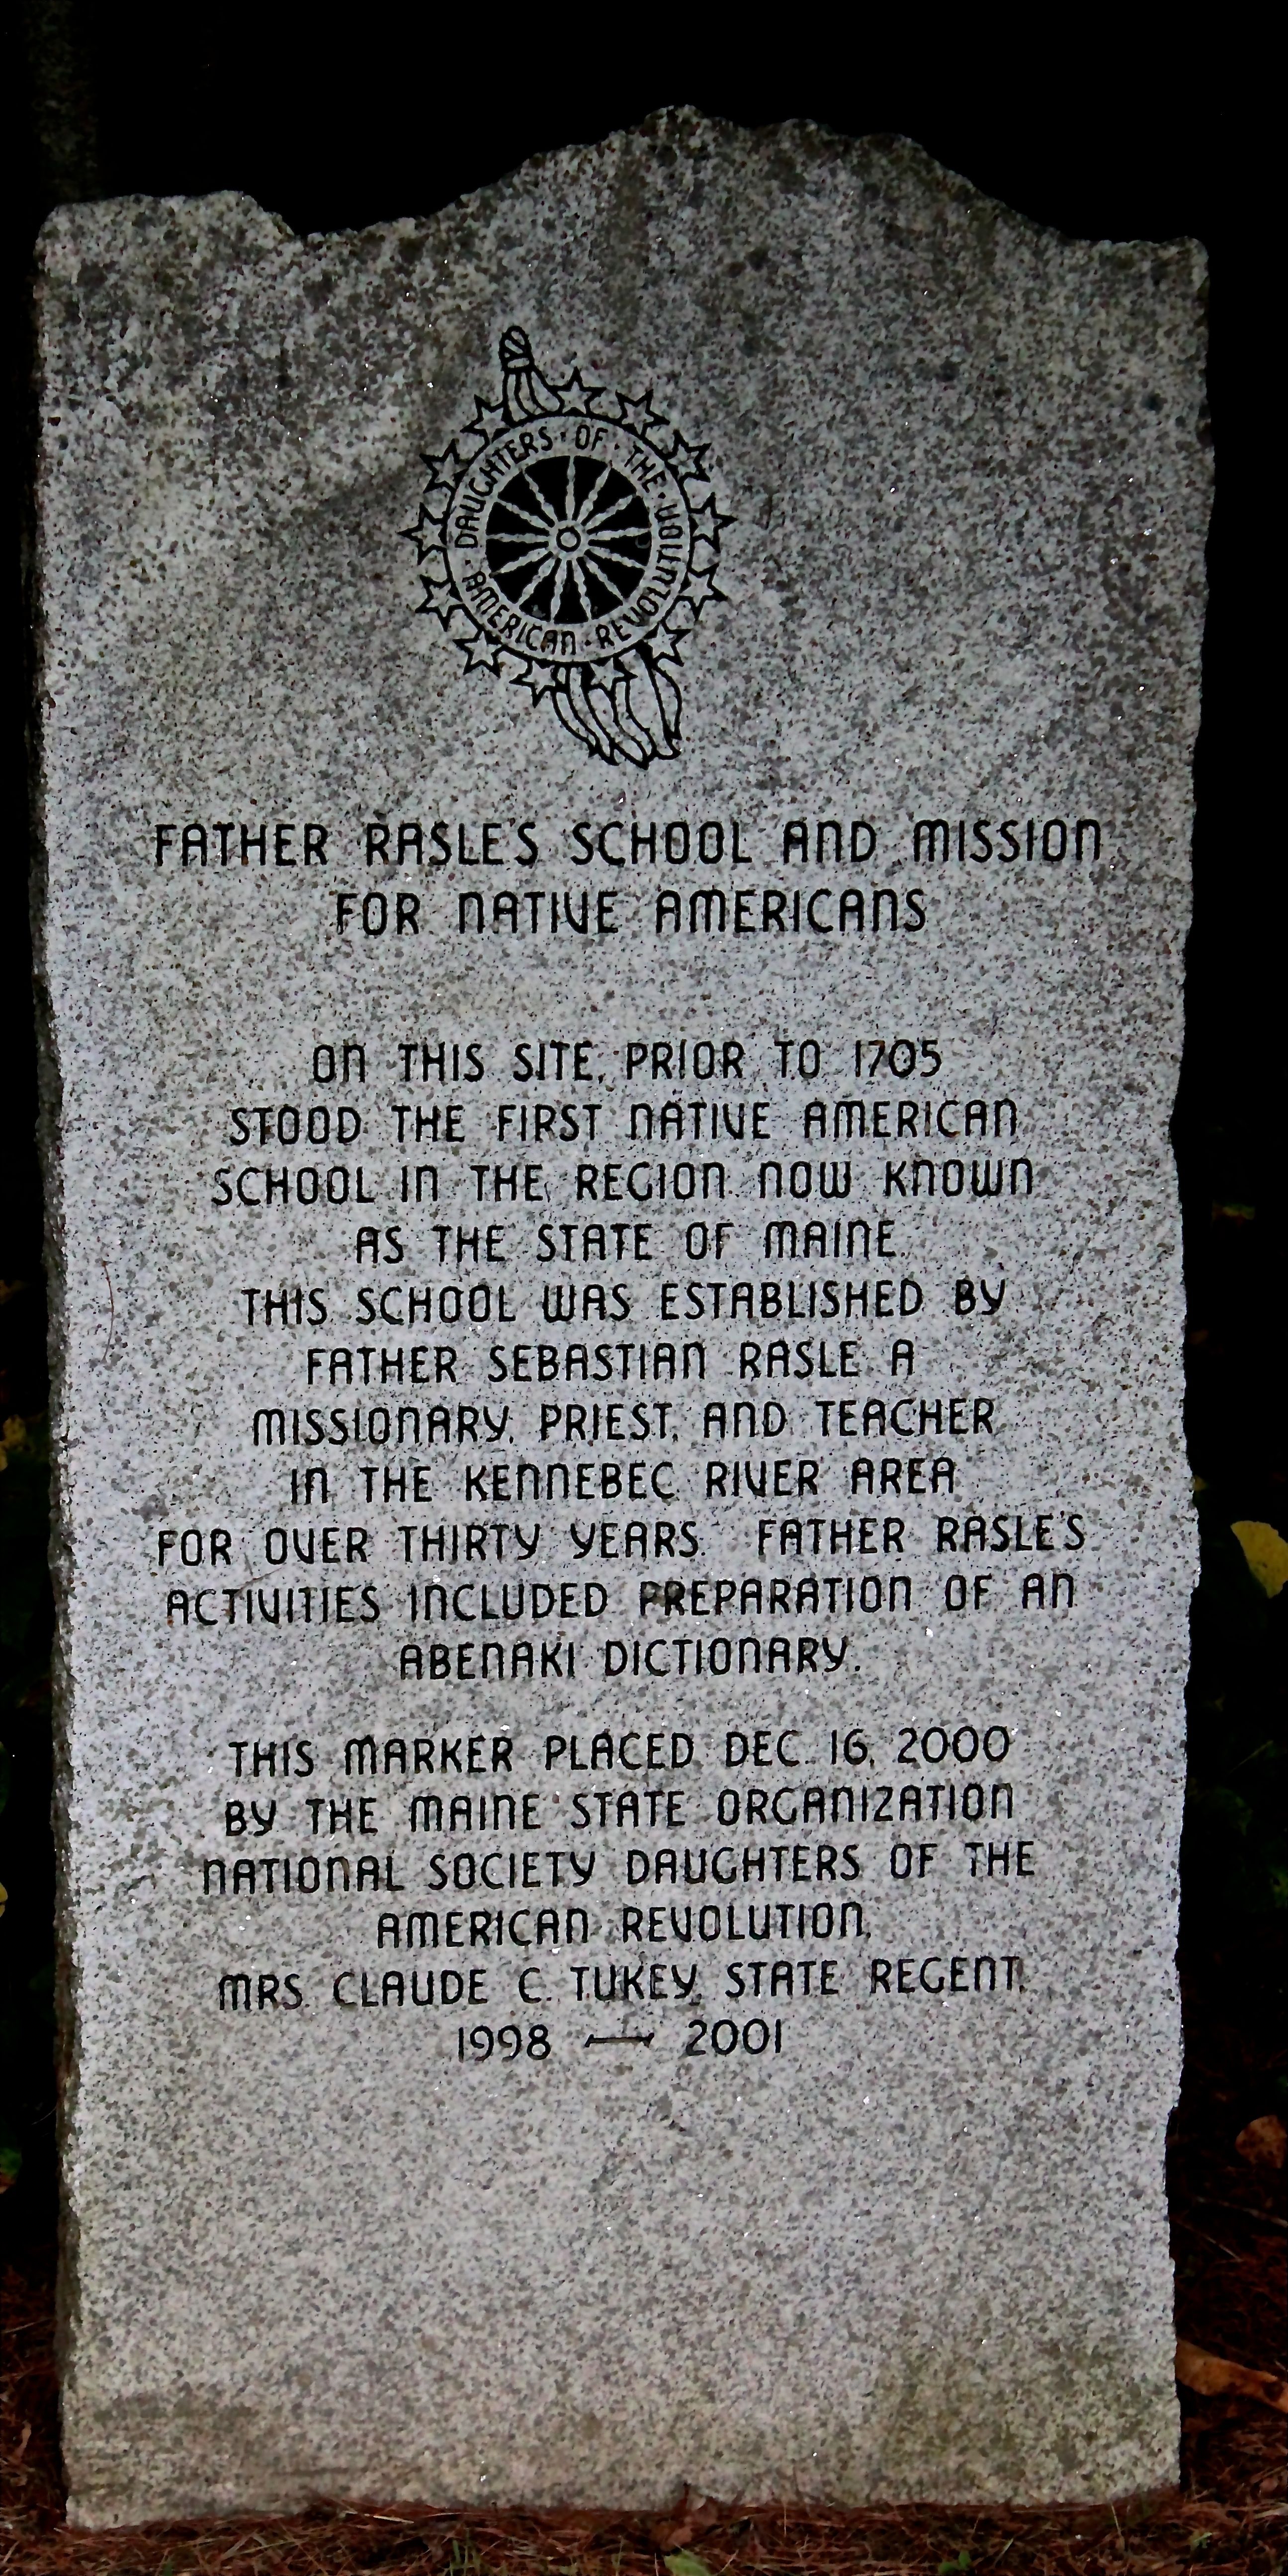 DAUGHTERS · OF · THE · AMERICAN · REVOLUTION
FATHER RASLE'S SCHOOL AND MISSION
FOR NATIVE AMERICANS
ON THIS SITE, PRIOR TO 1705
STOOD THE FIRST NATIVE AMERICAN
SCHOOL IN THE REGION NOW KNOWN
AS THE STATE OF MAINE.
THIS SCHOOL WAS ESTABLISHED BY
FATHER SEBASTIAN RASLE A
MISSIONARY, PRIEST, AND TEACHER
IN THE KENNEBEC RIVER AREA
FOR OVER THIRTY YEARS. FATHER RASLE'S
ACTIVITIES INCLUDED PREPARATION OF AN
ABENAKI DICTIONARY.
THIS MARKER PLACED DEC. 16, 2000
BY THE MAINE STATE ORGANIZATION
NATIONAL SOCIETY DAUGHTERS OF THE
AMERICAN REVOLUTION,
MRS. CLAUDE C. TUKEY, STATE REGENT,
1998 — 2001